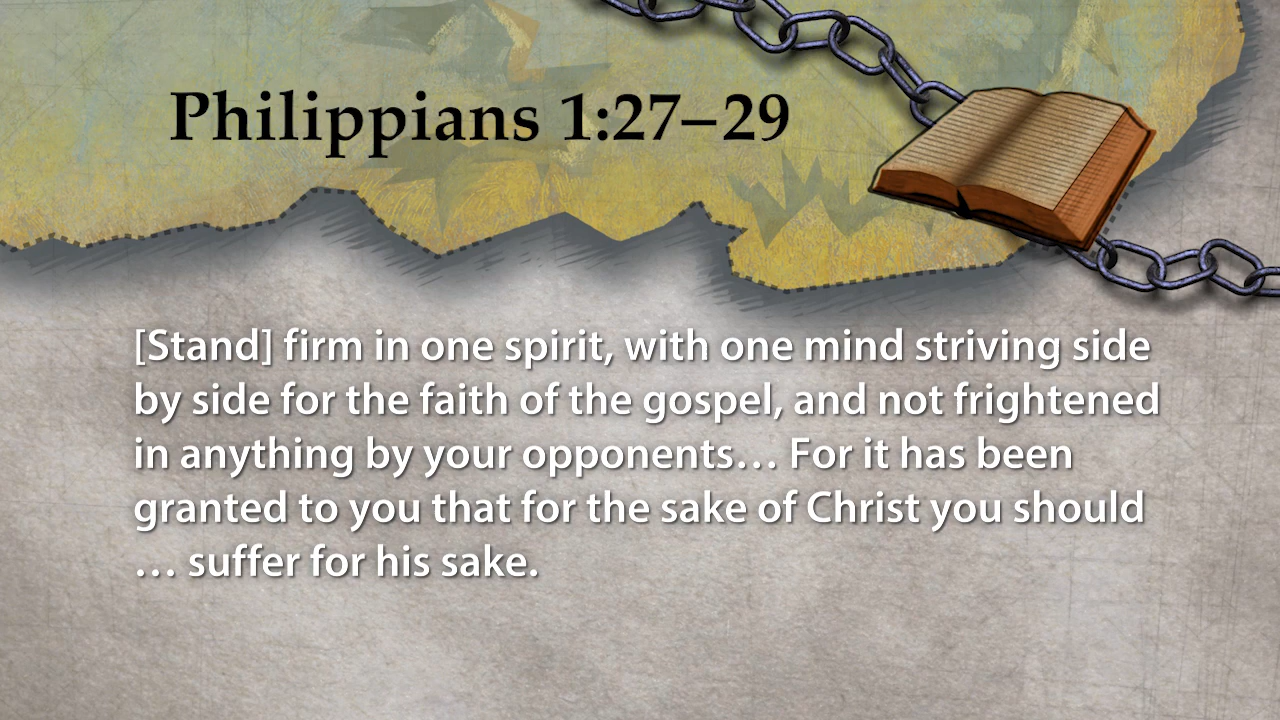 Philippians 1:27–29
[Stand] firm in one spirit, with one mind striving side
by side for the faith of the gospel, and not frightened
in anything by your opponents… For it has been
granted to you that for the sake of Christ you should
… suffer for his sake.